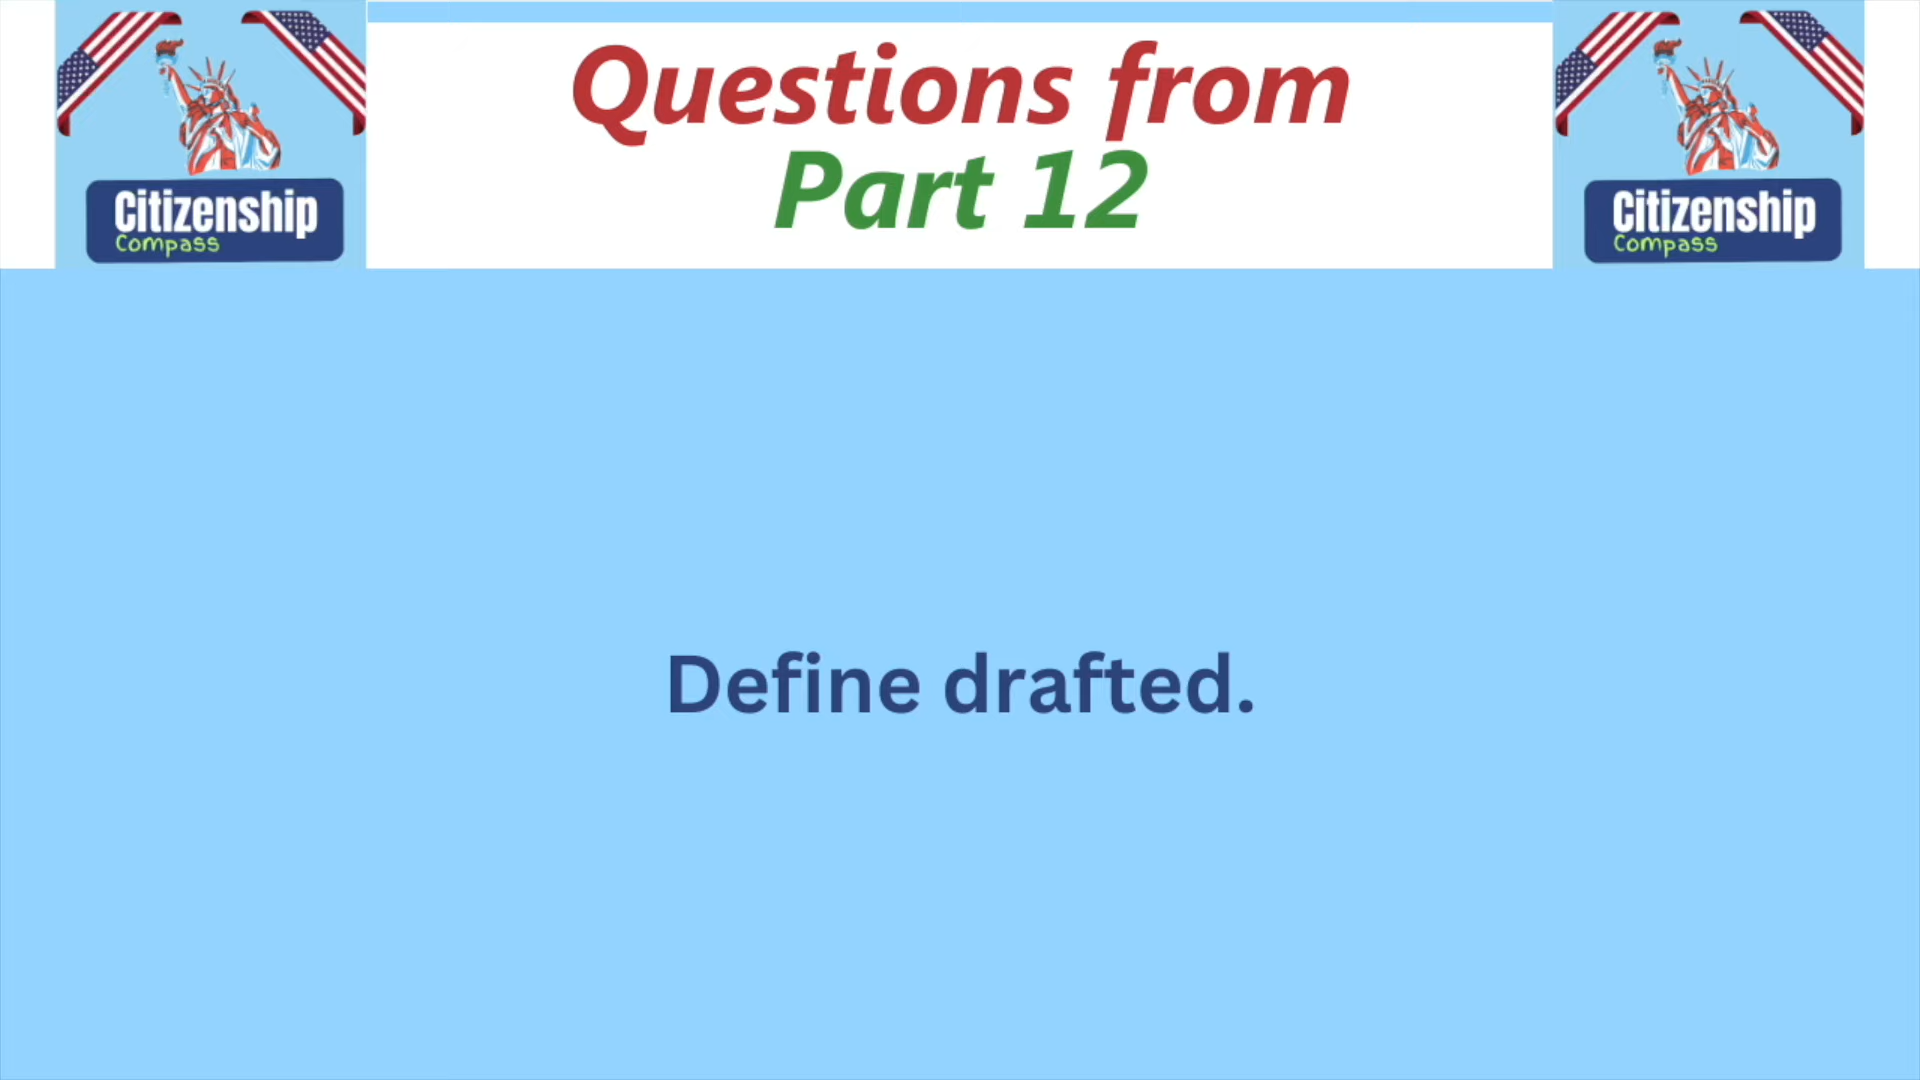 Questions from
Part 12
Citizenship
Compass
Citizenship
Compass
Define drafted.